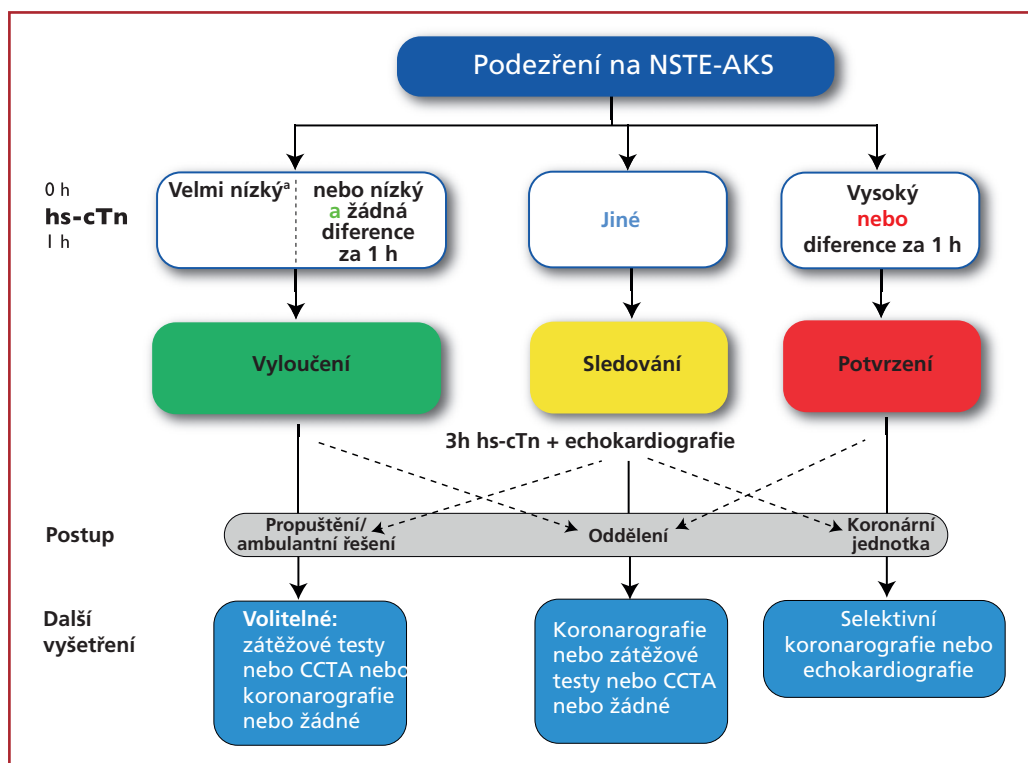 Podezření na NSTE-AKS
0 h
hs-cTn
1 h
Velmi nízkýᵃ
nebo nízký
a žádná
diference
za 1 h
Jiné
Vysoký
nebo
diference za 1 h
Vyloučení
Sledování
Potvrzení
3h hs-cTn + echokardiografie
Postup
Propuštění/
ambulantní řešení
Oddělení
Koronární
jednotka
Další
vyšetření
Volitelné:
zátěžové testy
nebo CCTA nebo
koronarografie
nebo žádné
Koronarografie
nebo zátěžové
testy nebo CCTA
nebo žádné
Selektivní
koronarografie nebo
echokardiografie